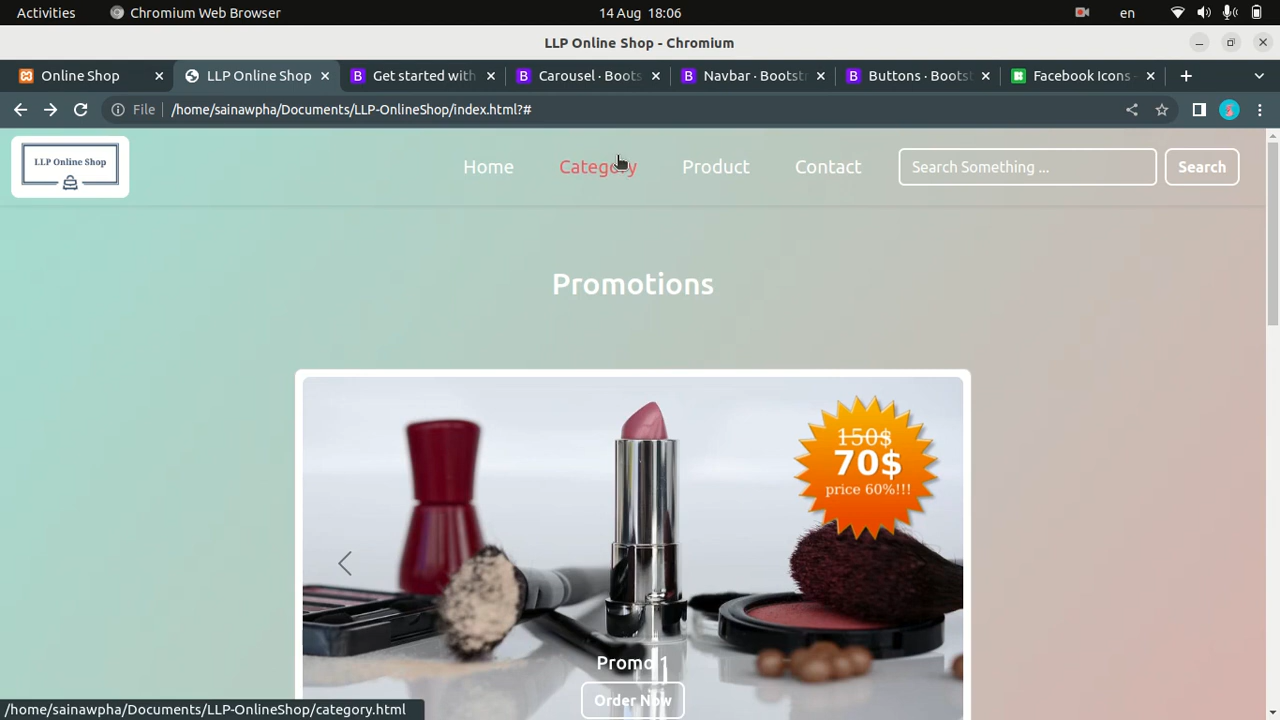 Activities
Chromium Web Browser
14 Aug 18:06
en
LLP Online Shop - Chromium
Online Shop
LLP Online Shop
Get started with
Carousel · Boots
Navbar · Bootst
Buttons · Bootst
Facebook Icons -
File
/home/sainawpha/Documents/LLP-OnlineShop/index.html?#
LLP Online Shop
Home
Category
Product
Contact
Search Something ...
Search
Promotions
150$
70$
price 60%!!!
Promo 1
Order Now
/home/sainawpha/Documents/LLP-OnlineShop/category.html